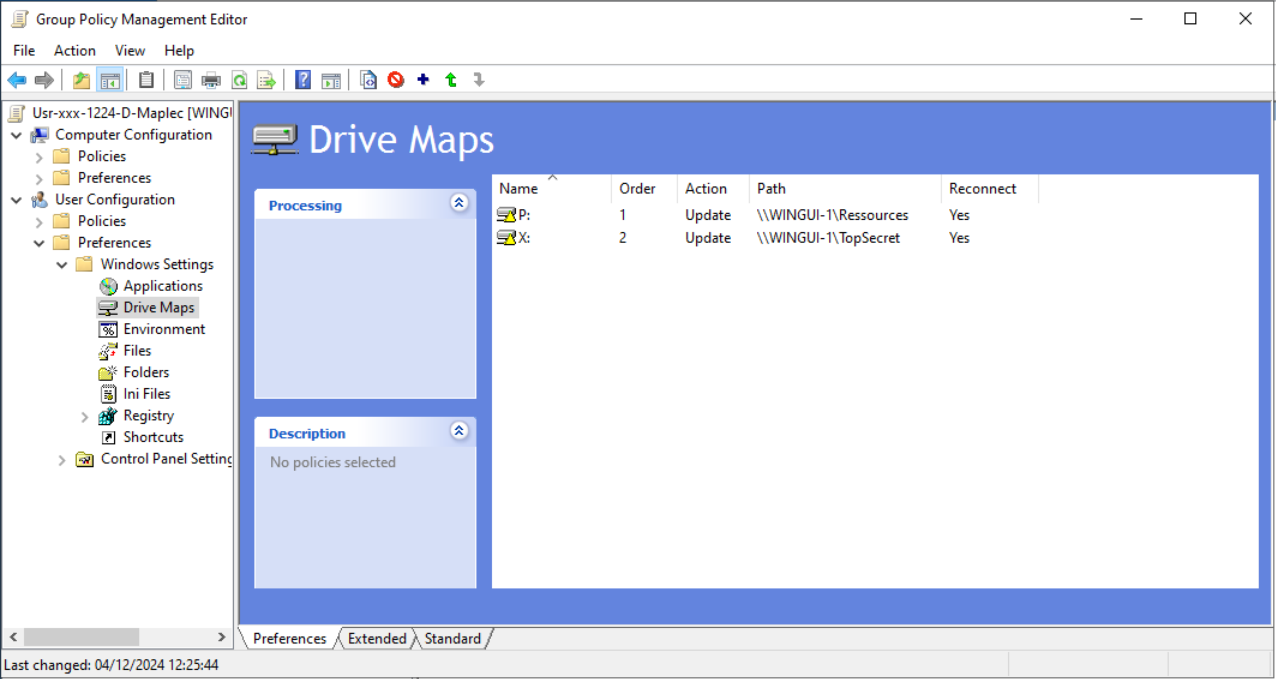 Group Policy Management Editor
File Action View Help
Usr-xxx-1224-D-Maplec [WINGU
Computer Configuration
Policies
Preferences
User Configuration
Policies
Preferences
Windows Settings
Applications
Drive Maps
Environment
Files
Folders
Ini Files
Registry
Shortcuts
Control Panel Setting
Drive Maps
Processing
Description
No policies selected
Name Order Action Path Reconnect
P: 1 Update \\WINGUI-1\Ressources Yes
X: 2 Update \\WINGUI-1\TopSecret Yes
Preferences Extended Standard
Last changed: 04/12/2024 12:25:44